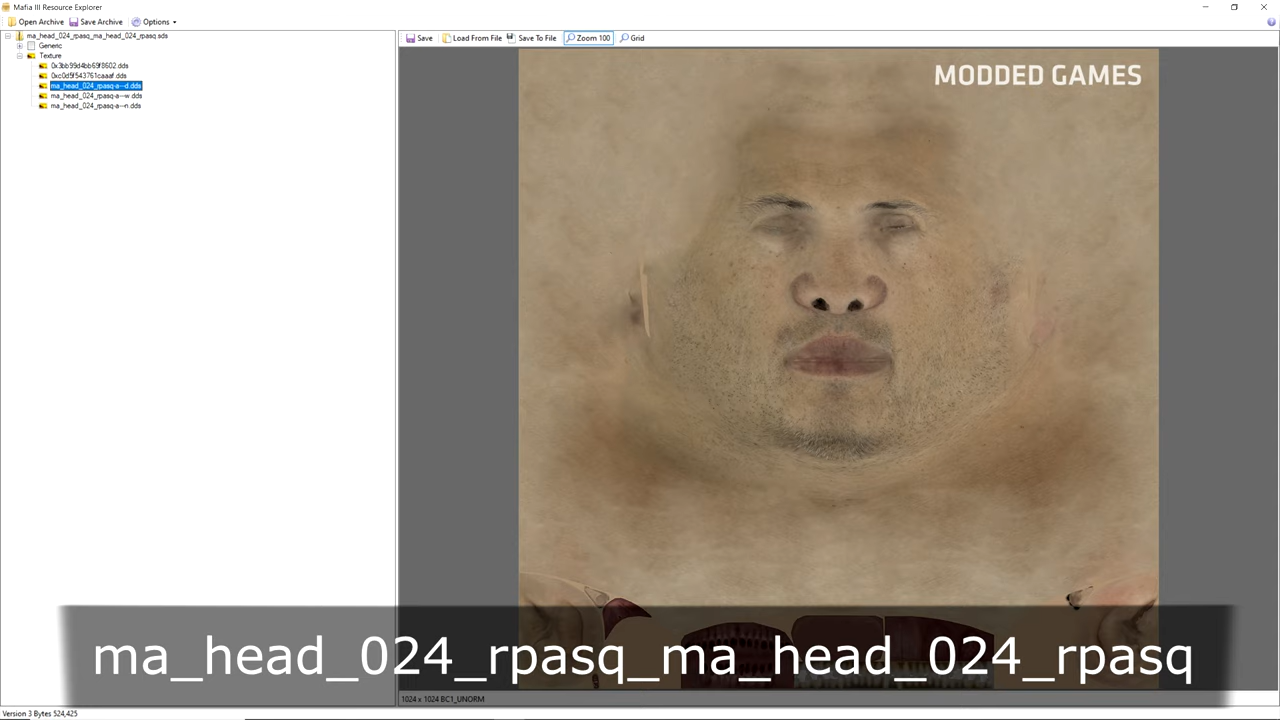 Mafia III Resource Explorer
Open Archive Save Archive Options
ma_head_024_rpasq_ma_head_024_rpasq.sds
Generic
Texture
0x3bb99d4bb69f8602.dds
0xc0d5f543761caaaf.dds
ma_head_024_rpasq-a---d.dds
ma_head_024_rpasq-a---w.dds
ma_head_024_rpasq-a---n.dds
Save Load From File Save To File Zoom 100 Grid
MODDED GAMES
ma_head_024_rpasq_ma_head_024_rpasq
1024 x 1024 BC1_UNORM
Version 3 Bytes 524,425